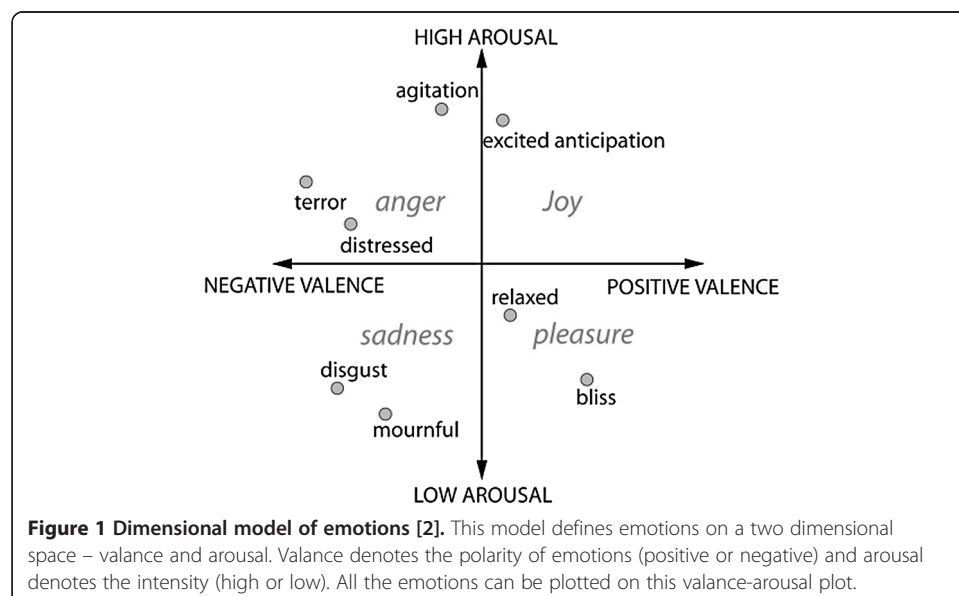 HIGH AROUSAL
agitation
excited anticipation
terror
anger
Joy
distressed
NEGATIVE VALENCE
POSITIVE VALENCE
relaxed
sadness
pleasure
disgust
bliss
mournful
LOW AROUSAL
Figure 1 Dimensional model of emotions [2]. This model defines emotions on a two dimensional
space – valance and arousal. Valance denotes the polarity of emotions (positive or negative) and arousal
denotes the intensity (high or low). All the emotions can be plotted on this valance-arousal plot.